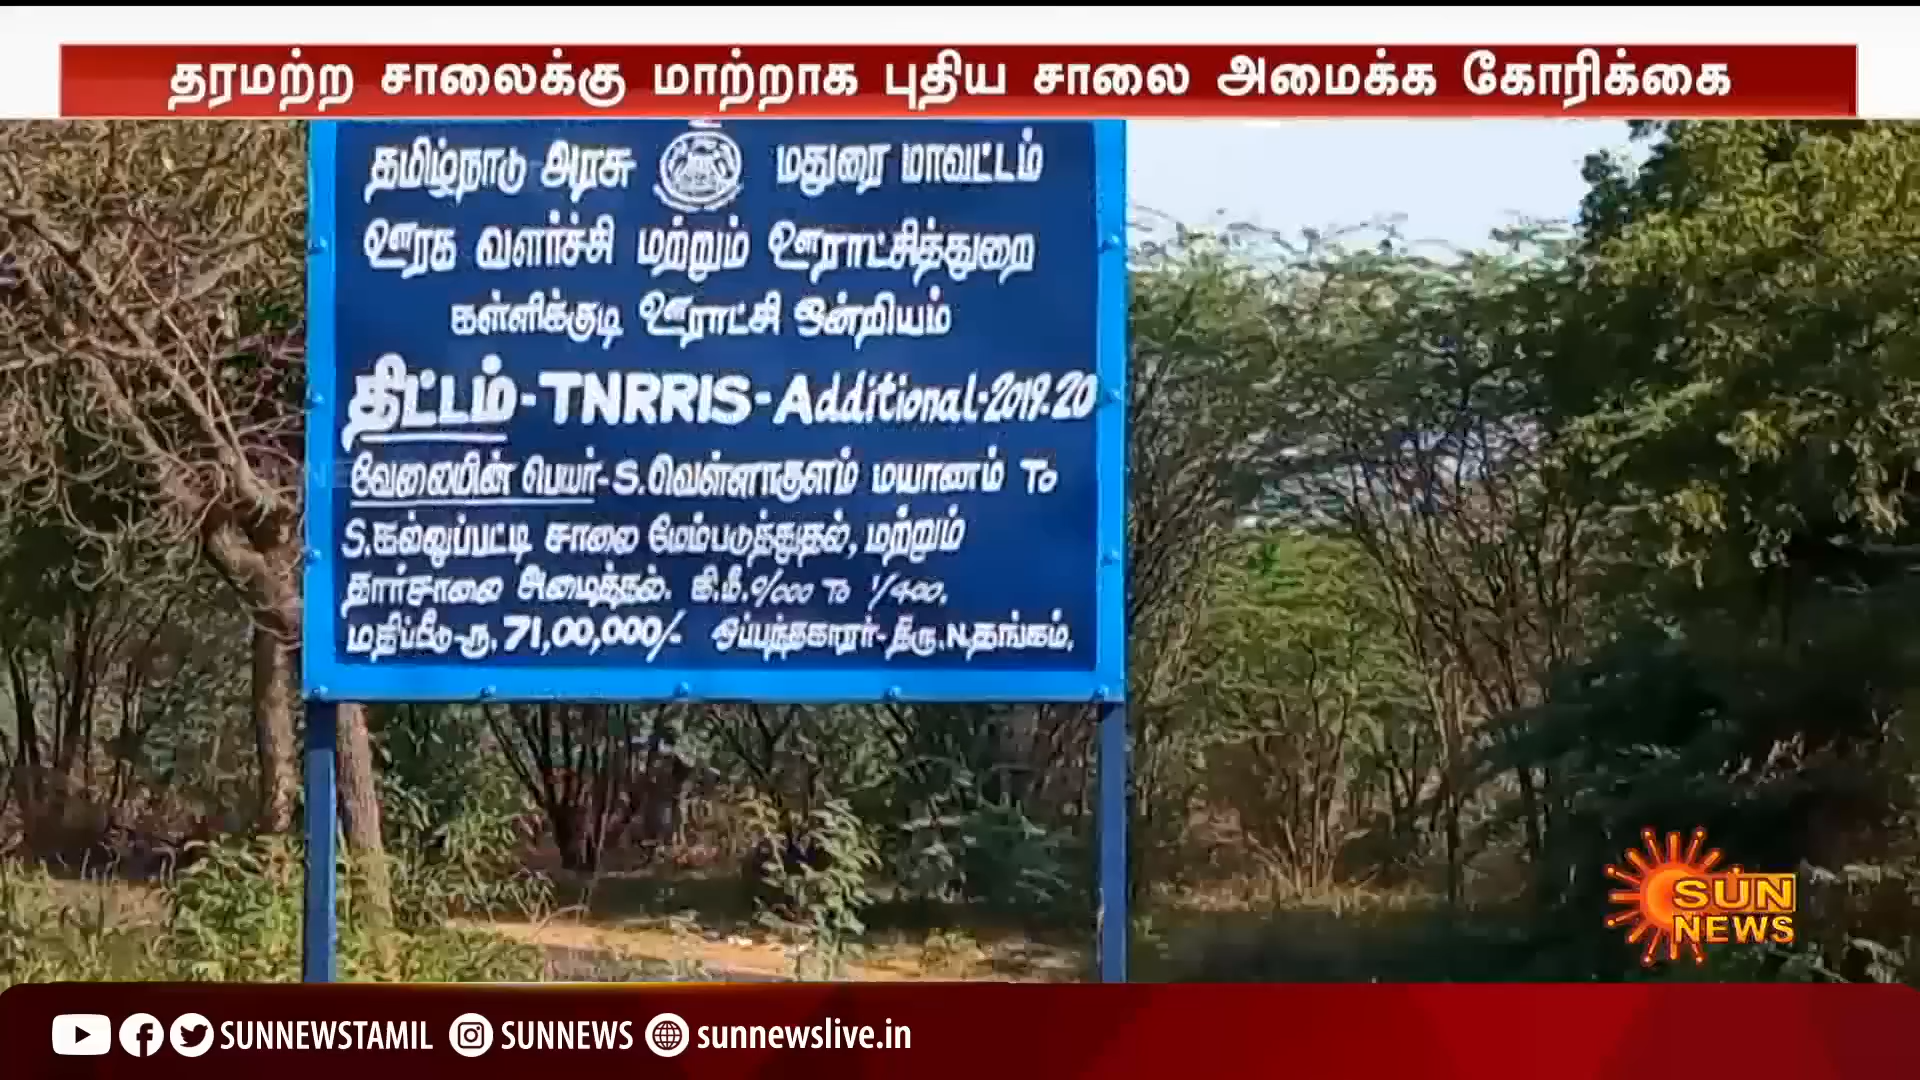 தரமற்ற சாலைக்கு மாற்றாக புதிய சாலை அமைக்க கோரிக்கை
தமிழ்நாடு அரசு மதுரை மாவட்டம்
ஊரக வளர்ச்சி மற்றும் ஊராட்சித்துறை
கள்ளிக்குடி ஊராட்சி ஒன்றியம்
திட்டம்-TNRRIS-Additional-2019-20
வேலையின் பெயர்-S.வெள்ளாகுளம் மயானம் To
S.கல்லுப்பட்டி சாலை மேம்படுத்துதல், மற்றும்
தார்சாலை அமைத்தல். கி.மீ.0/000 To 1/400.
மதிப்பீடு-ரூ.71,00,000/- ஒப்பந்தகாரர்-திரு.N.தங்கம்.
SUN
NEWS
SUNNEWSTAMIL SUNNEWS sunnewslive.in